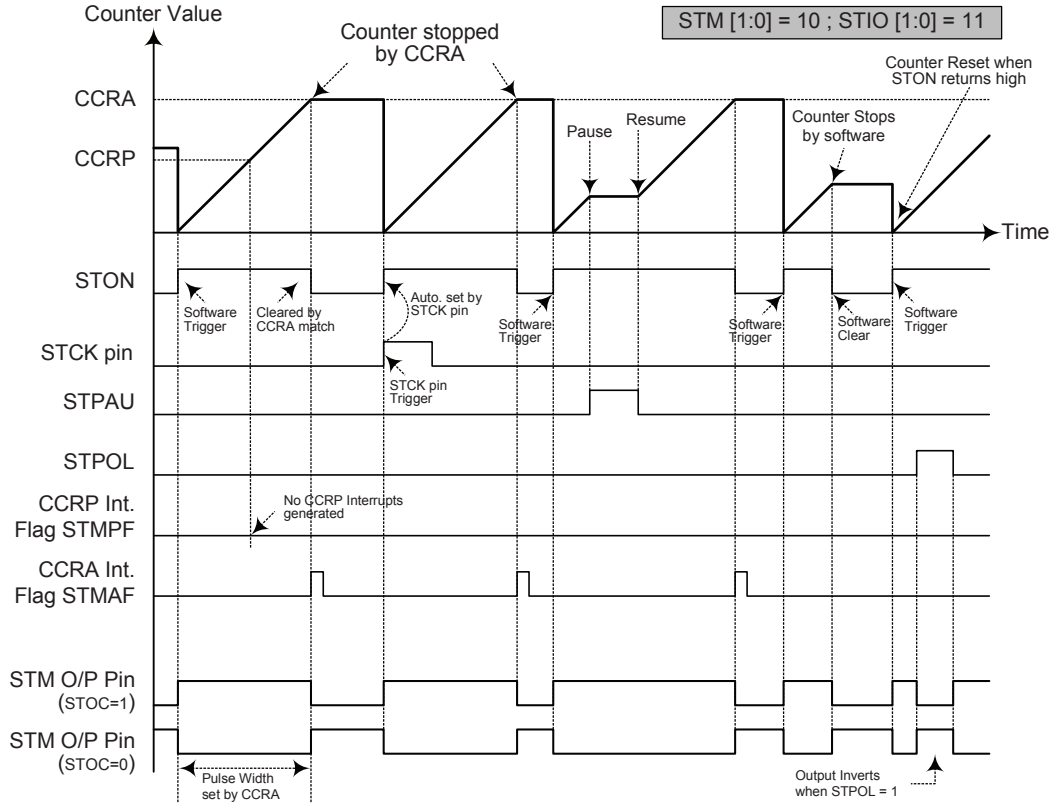 Counter Value
STM [1:0] = 10 ; STIO [1:0] = 11
Counter stopped
by CCRA
Counter Reset when
STON returns high
CCRA
CCRP
Pause
Resume
Counter Stops
by software
Time
STON
Software
Trigger
Cleared by
CCRA match
Auto. set by
STCK pin
Software
Trigger
Software
Trigger
Software
Clear
Software
Trigger
STCK pin
STCK pin
Trigger
STPAU
STPOL
CCRP Int.
Flag STMPF
No CCRP Interrupts
generated
CCRA Int.
Flag STMAF
STM O/P Pin
(STOC=1)
STM O/P Pin
(STOC=0)
Pulse Width
set by CCRA
Output Inverts
when STPOL = 1